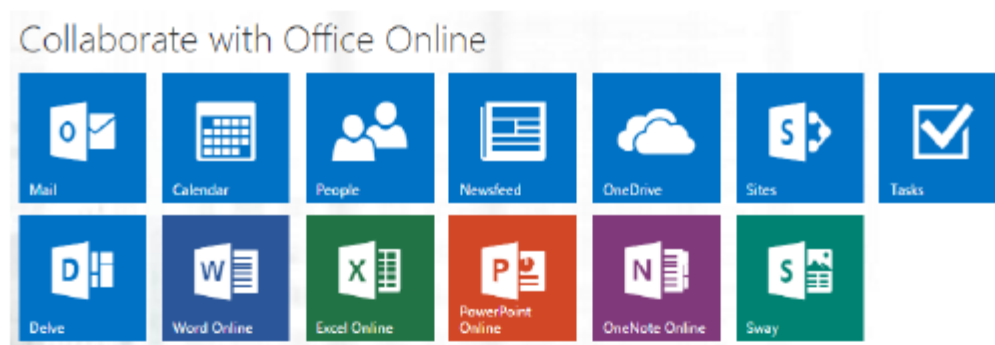 Collaborate with Office Online
O
S
Mail
Calendar
People
Newsfeed
OneDrive
Sites
Tasks
D
W
X
P
N
S
Delve
Word Online
Excel Online
PowerPoint
Online
OneNote Online
Sway